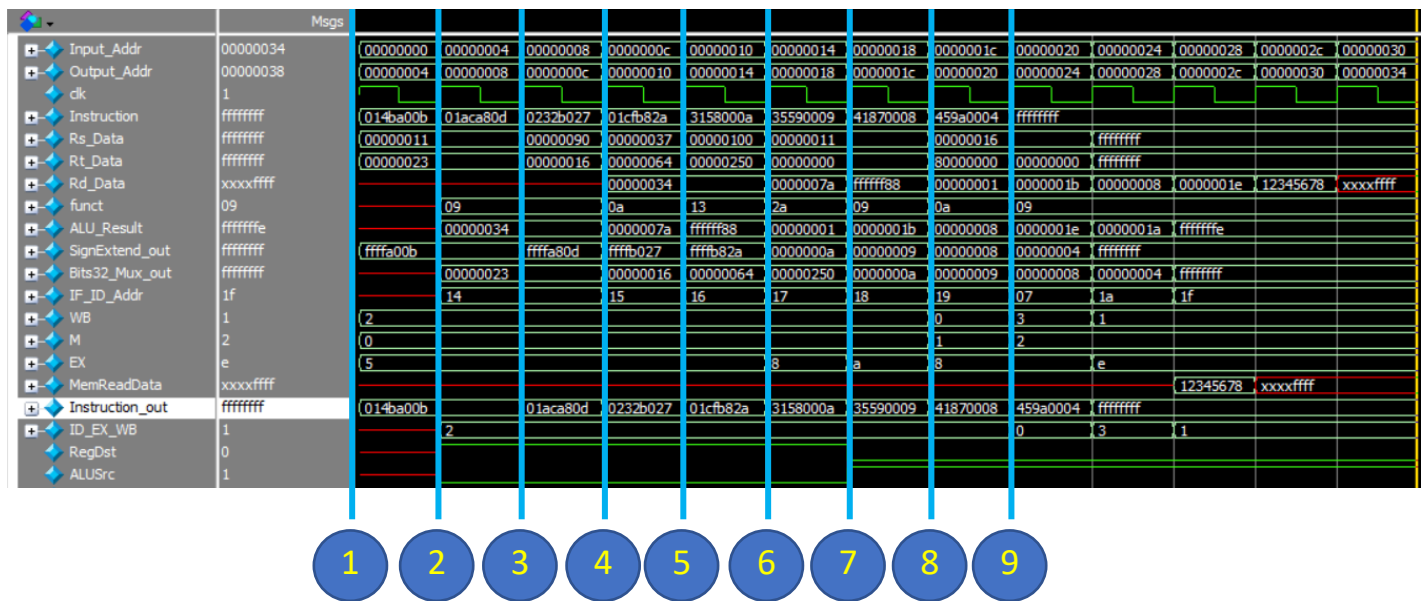 Msgs
Input_Addr 00000034 00000000 00000004 00000008 0000000c 00000010 00000014 00000018 0000001c 00000020 00000024 00000028 0000002c 00000030
Output_Addr 00000038 00000004 00000008 0000000c 00000010 00000014 00000018 0000001c 00000020 00000024 00000028 0000002c 00000030 00000034
clk 1
Instruction ffffffff 014ba00b 01aca80d 0232b027 01cfb82a 3158000a 35590009 41870008 459a0004 ffffffff
Rs_Data ffffffff 00000011 00000090 00000037 00000100 00000011 00000016 ffffffff
Rt_Data ffffffff 00000023 00000016 00000064 00000250 00000000 80000000 00000000 ffffffff
Rd_Data xxxxffff 00000034 0000007a ffffff88 00000001 0000001b 00000008 0000001e 12345678 xxxxffff
funct 09 09 0a 13 2a 09 0a 09
ALU_Result fffffffe 00000034 0000007a ffffff88 00000001 0000001b 00000008 0000001e 0000001a fffffffe
SignExtend_out ffffffff ffffa00b ffffa80d ffffb027 ffffb82a 0000000a 00000009 00000008 00000004 ffffffff
Bits32_Mux_out ffffffff 00000023 00000016 00000064 00000250 0000000a 00000009 00000008 00000004 ffffffff
IF_ID_Addr 1f 14 15 16 17 18 19 07 1a 1f
WB 1 2 0 3 1
M 2 0 1 2
EX e 5 8 a 8 e
MemReadData xxxxffff 12345678 xxxxffff
Instruction_out ffffffff 014ba00b 01aca80d 0232b027 01cfb82a 3158000a 35590009 41870008 459a0004 ffffffff
ID_EX_WB 1 2 0 3 1
RegDst 0
ALUSrc 1
1 2 3 4 5 6 7 8 9